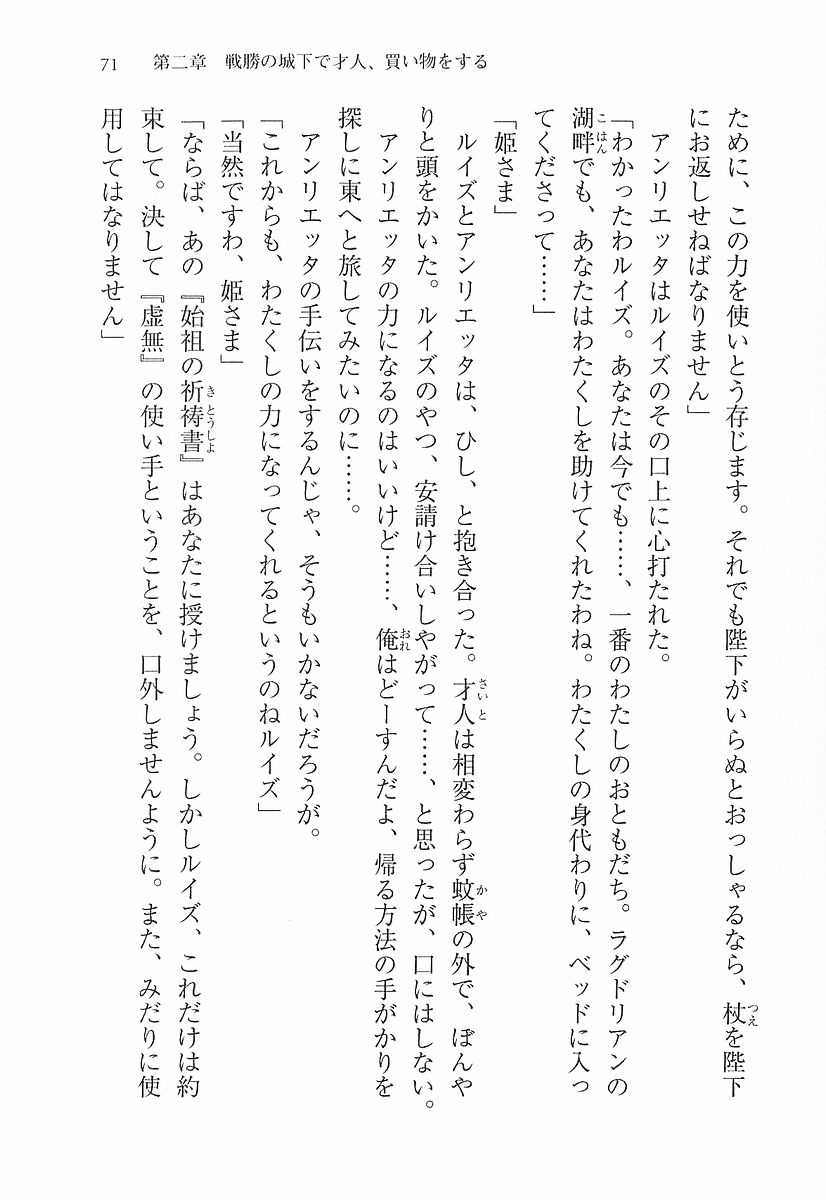 71　第二章　戦勝の城下で才人、買い物をする
ために、この力を使いとう存じます。それでも陛下がいらぬとおっしゃるなら、杖を陛下
にお返しせねばなりません」
　アンリエッタはルイズのその口上に心打たれた。
「わかったわルイズ。あなたは今でも……、一番のわたしのおともだち。ラグドリアンの
湖畔でも、あなたはわたくしを助けてくれたわね。わたくしの身代わりに、ベッドに入っ
てくださって……」
「姫さま」
　ルイズとアンリエッタは、ひし、と抱き合った。才人は相変わらず蚊帳の外で、ぼんや
りと頭をかいた。ルイズのやつ、安請け合いしやがって……、と思ったが、口にはしない。
　アンリエッタの力になるのはいいけど……、俺はどーすんだよ、帰る方法の手がかりを
探しに東へと旅してみたいのに……。
　アンリエッタの手伝いをするんじゃ、そうもいかないだろうが。
「これからも、わたくしの力になってくれるというのねルイズ」
「当然ですわ、姫さま」
「ならば、あの『始祖の祈祷書』はあなたに授けましょう。しかしルイズ、これだけは約
束して。決して『虚無』の使い手ということを、口外しませんように。また、みだりに使
用してはなりません」